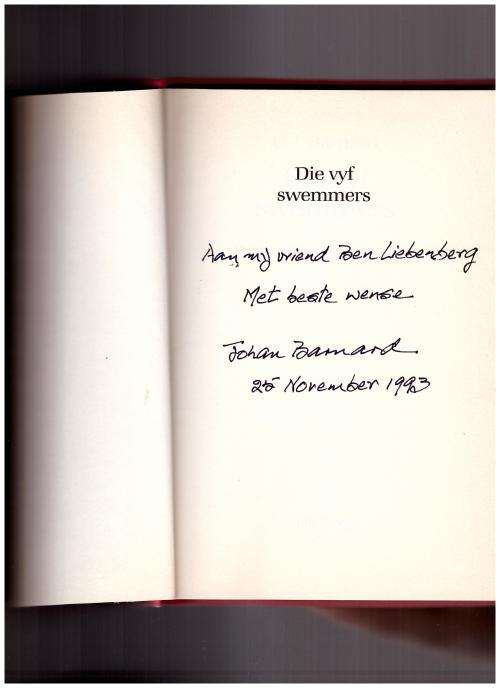 Die vyf
swemmers
Aan my vriend Ben Liebenberg
Met beste wense
Johan Barnard
25 November 1993